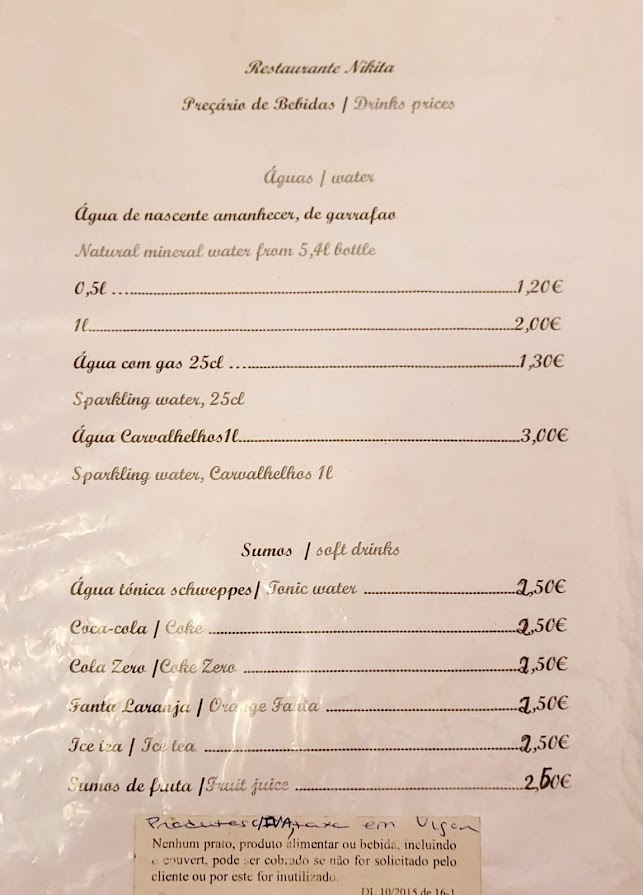 Restaurante Nikita
Preçário de Bebidas / Drinks prices
Águas / water
Água de nascente amanhecer, de garrafao
Natural mineral water from 5,4l bottle
0,5l ...........1,20€
1l...........2,00€
Água com gas 25cl ...........1,30€
Sparkling water, 25cl
Água Carvalhelhos1l...........3,00€
Sparkling water, Carvalhelhos 1l
Sumos / soft drinks
Água tónica schweppes/ Tonic water ...........2,50€
Coca-cola / Coke ...........2,50€
Cola Zero /Coke Zero ...........2,50€
Fanta Laranja / Orange Fanta ...........2,50€
Ice / Ice tea ...........2,50€
Sumos de fruta /Fruit juice ...........2,50€
em Vigor
Nenhum prato, produto alimentar ou bebida, incluindo
o couvert, pode ser cobrado se não for solicitado pelo
cliente ou por este for inutilizado.
DL 10/2015 de 16-1